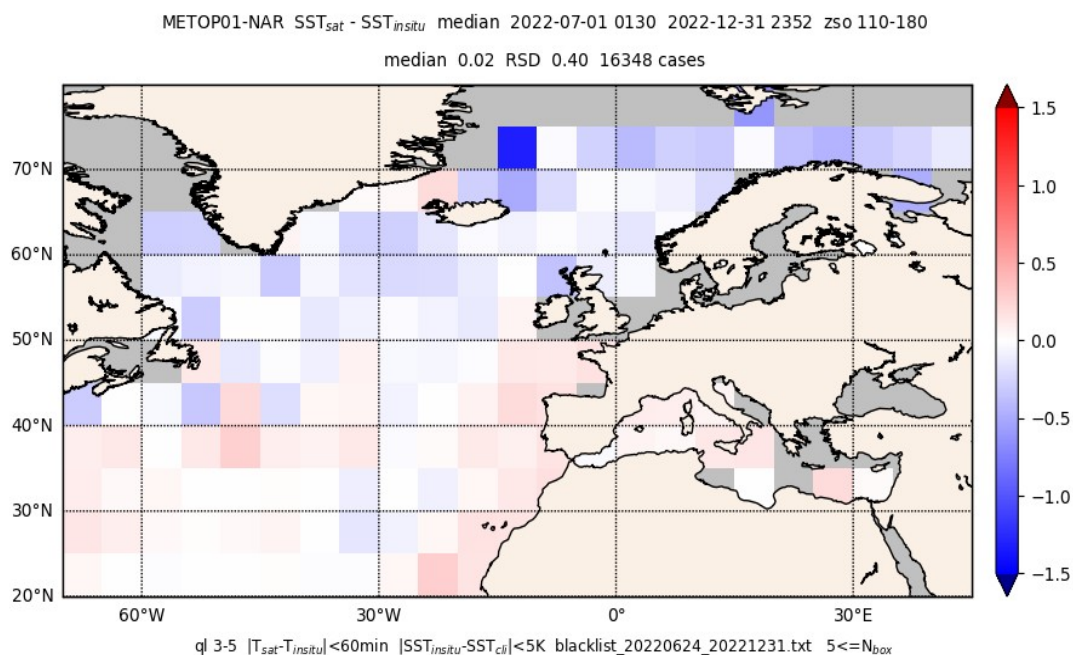 METOP01-NAR SST_sat - SST_insitu median 2022-07-01 0130 2022-12-31 2352 zso 110-180
median 0.02 RSD 0.40 16348 cases
70°N
60°N
50°N
40°N
30°N
20°N
60°W 30°W 0° 30°E
1.5
1.0
0.5
0.0
−0.5
−1.0
−1.5
ql 3-5 |T_sat-T_insitu|<60min |SST_insitu-SST_cli|<5K blacklist_20220624_20221231.txt 5<=N_box